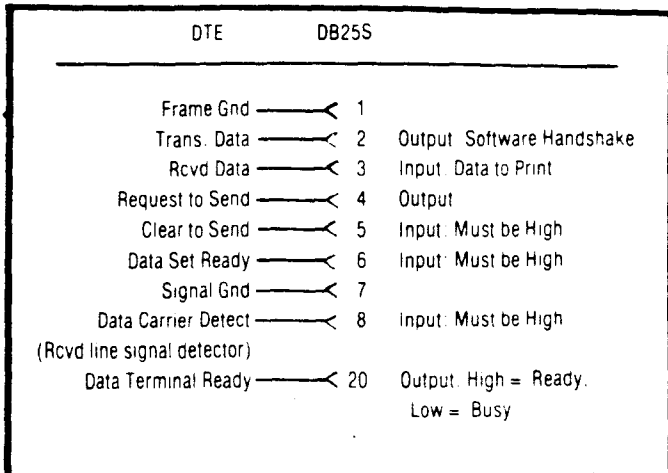 DTE DB25S
Frame Gnd 1
Trans. Data 2 Output Software Handshake
Rcvd Data 3 Input. Data to Print
Request to Send 4 Output
Clear to Send 5 Input: Must be High
Data Set Ready 6 Input: Must be High
Signal Gnd 7
Data Carrier Detect 8 Input: Must be High
(Rcvd line signal detector)
Data Terminal Ready 20 Output. High = Ready.
Low = Busy